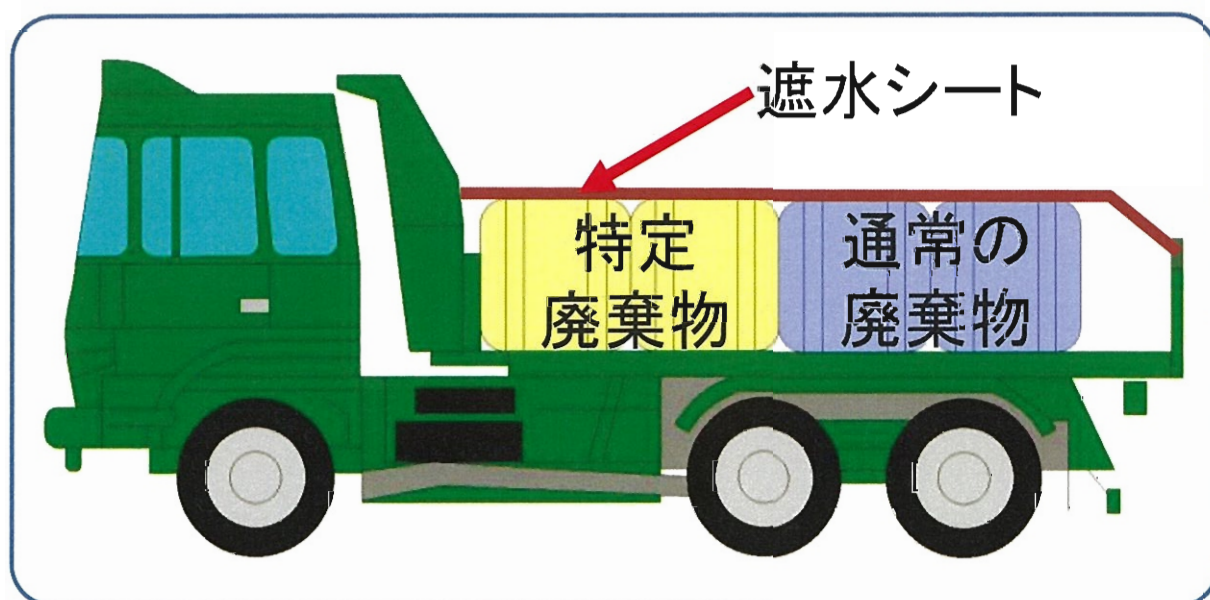 遮水シート
特定
廃棄物
通常の
廃棄物